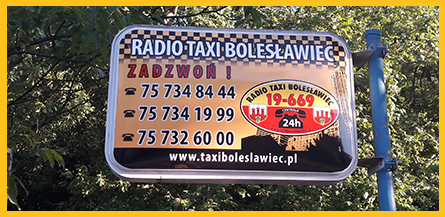 RADIO TAXI BOLESŁAWIEC
ZADZWOŃ !
75 734 84 44
75 734 19 99
75 732 60 00
RADIO TAXI BOLESŁAWIEC
19-669
CENTRALA
24h
www.taxiboleslawiec.pl